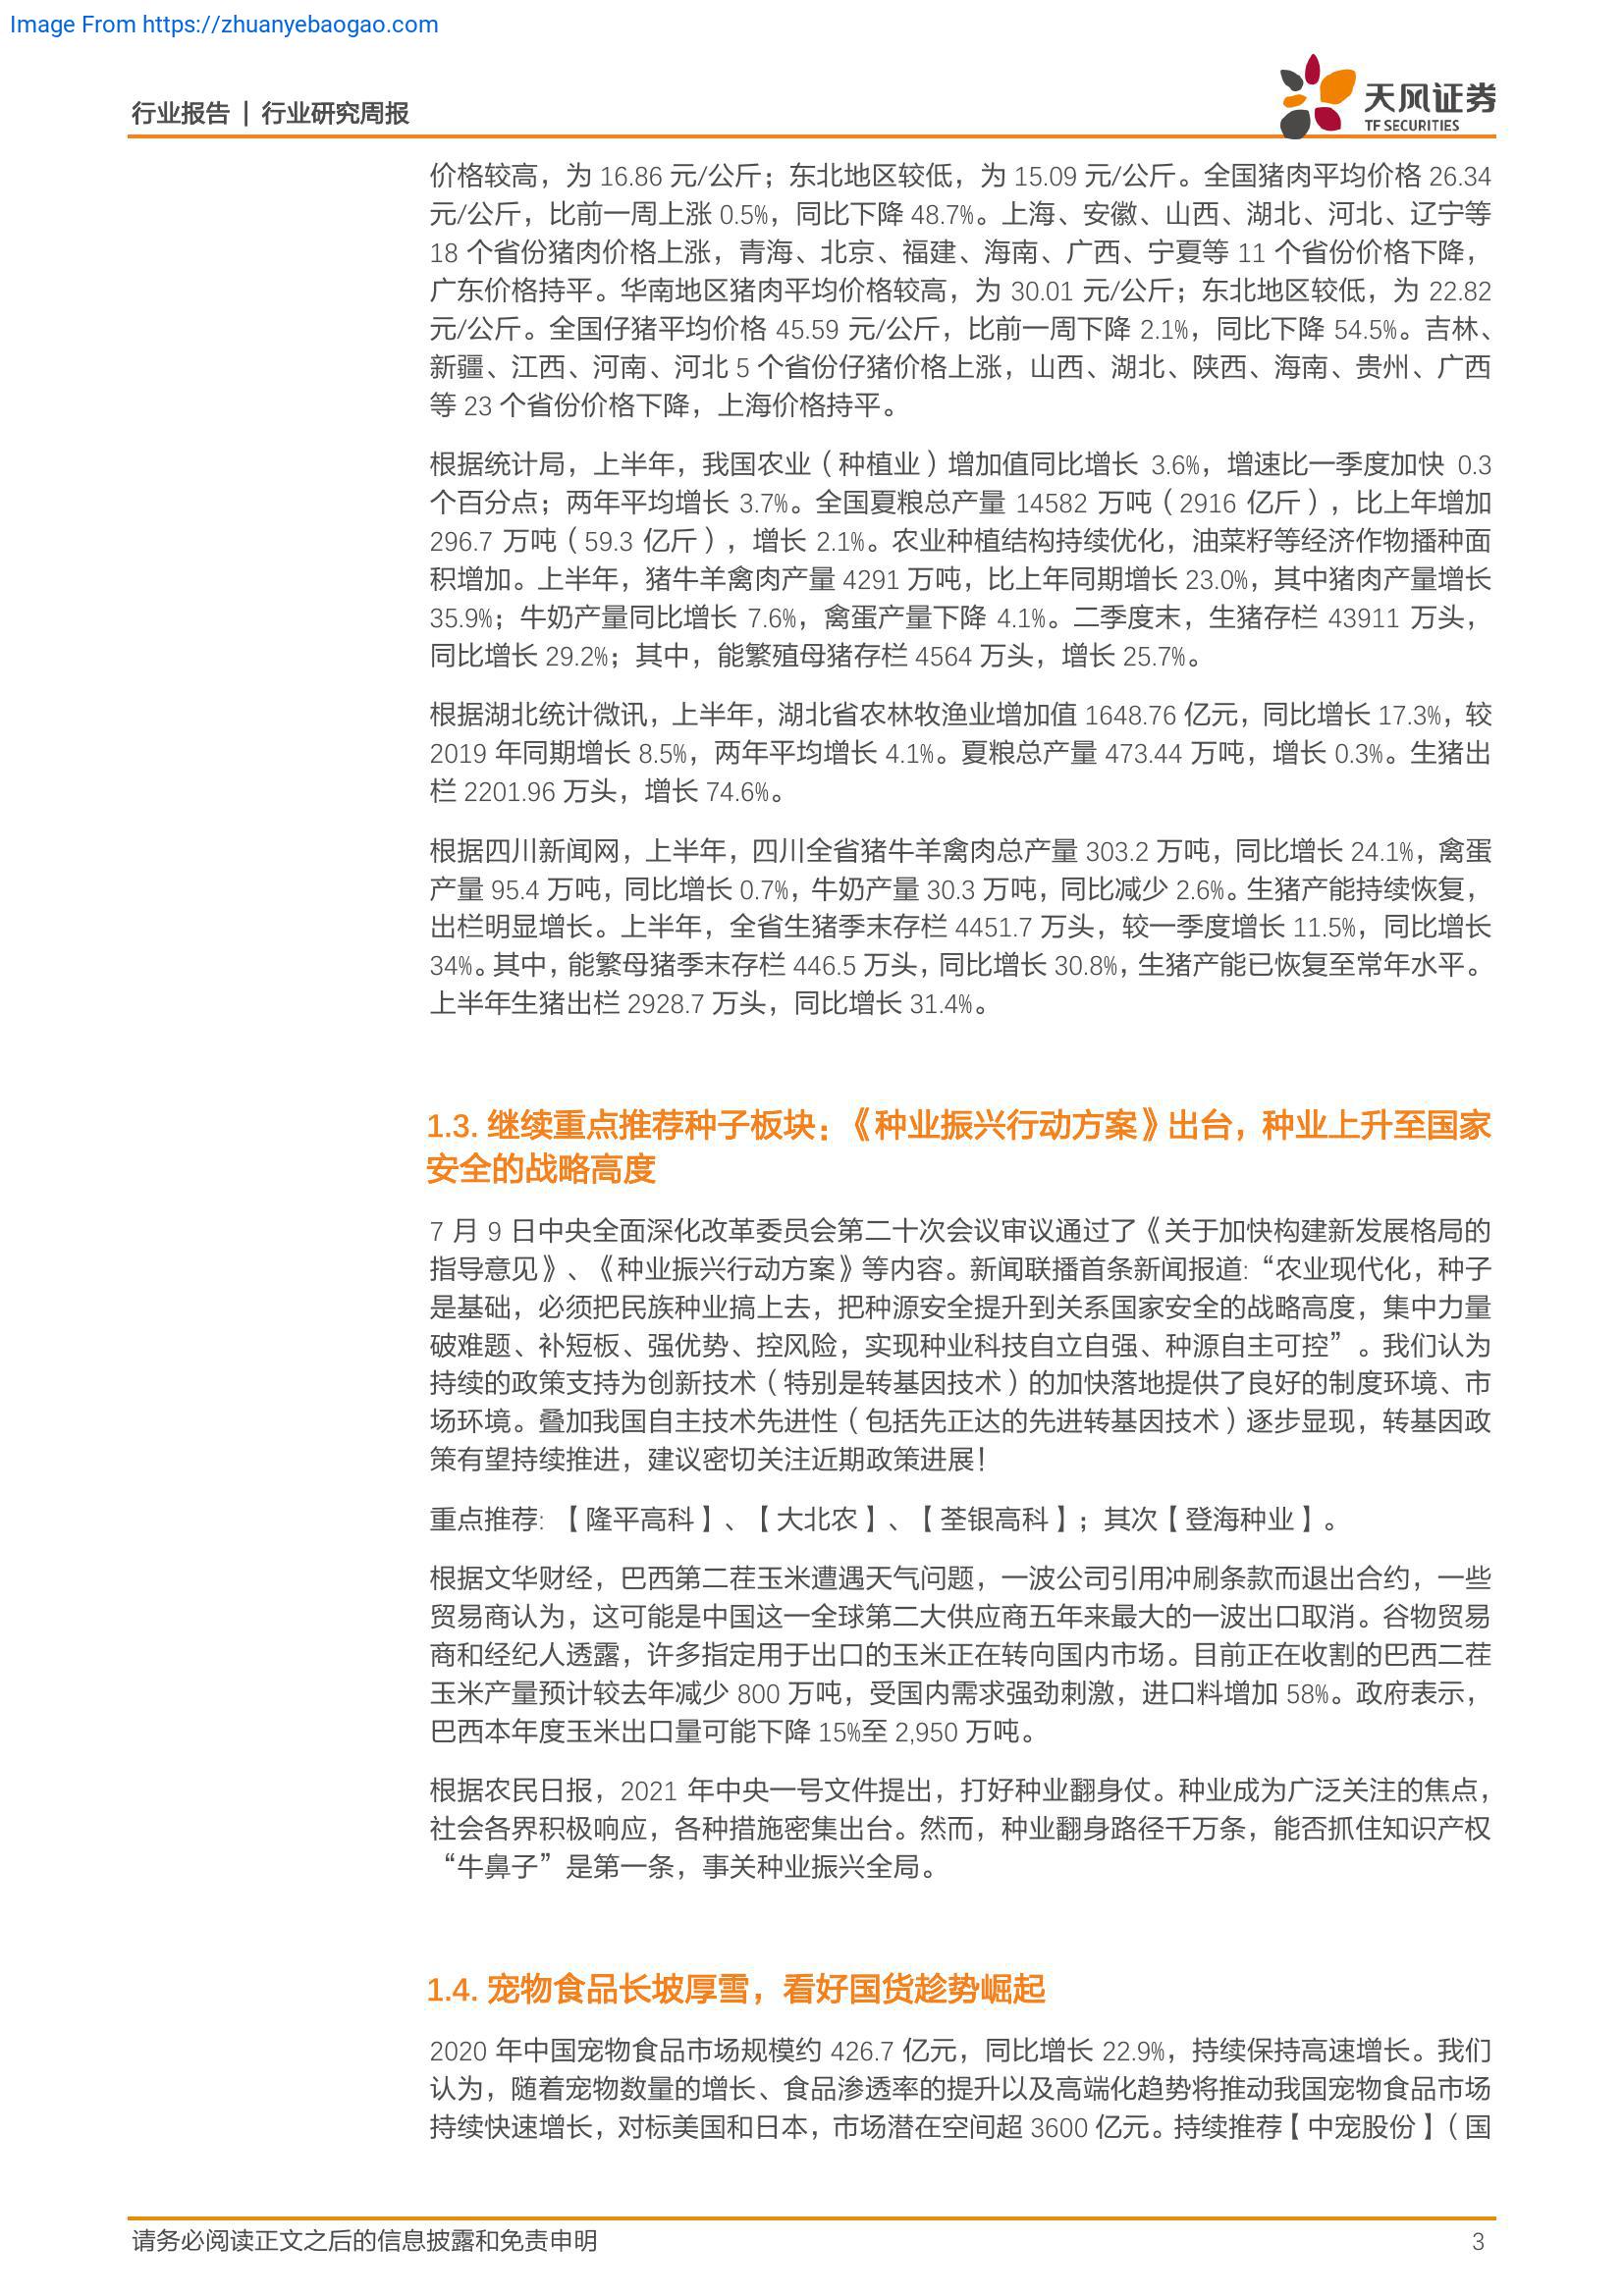 Image From https://zhuanyebaogao.com
行业报告 | 行业研究周报
天风证券
TF SECURITIES
价格较高，为 16.86 元/公斤；东北地区较低，为 15.09 元/公斤。全国猪肉平均价格 26.34
元/公斤，比前一周上涨 0.5%，同比下降 48.7%。上海、安徽、山西、湖北、河北、辽宁等
18 个省份猪肉价格上涨，青海、北京、福建、海南、广西、宁夏等 11 个省份价格下降，
广东价格持平。华南地区猪肉平均价格较高，为 30.01 元/公斤；东北地区较低，为 22.82
元/公斤。全国仔猪平均价格 45.59 元/公斤，比前一周下降 2.1%，同比下降 54.5%。吉林、
新疆、江西、河南、河北 5 个省份仔猪价格上涨，山西、湖北、陕西、海南、贵州、广西
等 23 个省份价格下降，上海价格持平。
根据统计局，上半年，我国农业（种植业）增加值同比增长 3.6%，增速比一季度加快 0.3
个百分点；两年平均增长 3.7%。全国夏粮总产量 14582 万吨（2916 亿斤），比上年增加
296.7 万吨（59.3 亿斤），增长 2.1%。农业种植结构持续优化，油菜籽等经济作物播种面
积增加。上半年，猪牛羊禽肉产量 4291 万吨，比上年同期增长 23.0%，其中猪肉产量增长
35.9%；牛奶产量同比增长 7.6%，禽蛋产量下降 4.1%。二季度末，生猪存栏 43911 万头，
同比增长 29.2%；其中，能繁殖母猪存栏 4564 万头，增长 25.7%。
根据湖北统计微讯，上半年，湖北省农林牧渔业增加值 1648.76 亿元，同比增长 17.3%，较
2019 年同期增长 8.5%，两年平均增长 4.1%。夏粮总产量 473.44 万吨，增长 0.3%。生猪出
栏 2201.96 万头，增长 74.6%。
根据四川新闻网，上半年，四川全省猪牛羊禽肉总产量 303.2 万吨，同比增长 24.1%，禽蛋
产量 95.4 万吨，同比增长 0.7%，牛奶产量 30.3 万吨，同比减少 2.6%。生猪产能持续恢复，
出栏明显增长。上半年，全省生猪季末存栏 4451.7 万头，较一季度增长 11.5%，同比增长
34%。其中，能繁母猪季末存栏 446.5 万头，同比增长 30.8%，生猪产能已恢复至常年水平。
上半年生猪出栏 2928.7 万头，同比增长 31.4%。
1.3. 继续重点推荐种子板块：《种业振兴行动方案》出台，种业上升至国家
安全的战略高度
7 月 9 日中央全面深化改革委员会第二十次会议审议通过了《关于加快构建新发展格局的
指导意见》、《种业振兴行动方案》等内容。新闻联播首条新闻报道:“农业现代化，种子
是基础，必须把民族种业搞上去，把种源安全提升到关系国家安全的战略高度，集中力量
破难题、补短板、强优势、控风险，实现种业科技自立自强、种源自主可控”。我们认为
持续的政策支持为创新技术（特别是转基因技术）的加快落地提供了良好的制度环境、市
场环境。叠加我国自主技术先进性（包括先正达的先进转基因技术）逐步显现，转基因政
策有望持续推进，建议密切关注近期政策进展！
重点推荐: 【隆平高科】、【大北农】、【荃银高科】；其次【登海种业】。
根据文华财经，巴西第二茬玉米遭遇天气问题，一波公司引用冲刷条款而退出合约，一些
贸易商认为，这可能是中国这一全球第二大供应商五年来最大的一波出口取消。谷物贸易
商和经纪人透露，许多指定用于出口的玉米正在转向国内市场。目前正在收割的巴西二茬
玉米产量预计较去年减少 800 万吨，受国内需求强劲刺激，进口料增加 58%。政府表示，
巴西本年度玉米出口量可能下降 15%至 2,950 万吨。
根据农民日报，2021 年中央一号文件提出，打好种业翻身仗。种业成为广泛关注的焦点，
社会各界积极响应，各种措施密集出台。然而，种业翻身路径千万条，能否抓住知识产权
“牛鼻子”是第一条，事关种业振兴全局。
1.4. 宠物食品长坡厚雪，看好国货趁势崛起
2020 年中国宠物食品市场规模约 426.7 亿元，同比增长 22.9%，持续保持高速增长。我们
认为，随着宠物数量的增长、食品渗透率的提升以及高端化趋势将推动我国宠物食品市场
持续快速增长，对标美国和日本，市场潜在空间超 3600 亿元。持续推荐【中宠股份】（国
请务必阅读正文之后的信息披露和免责申明
3